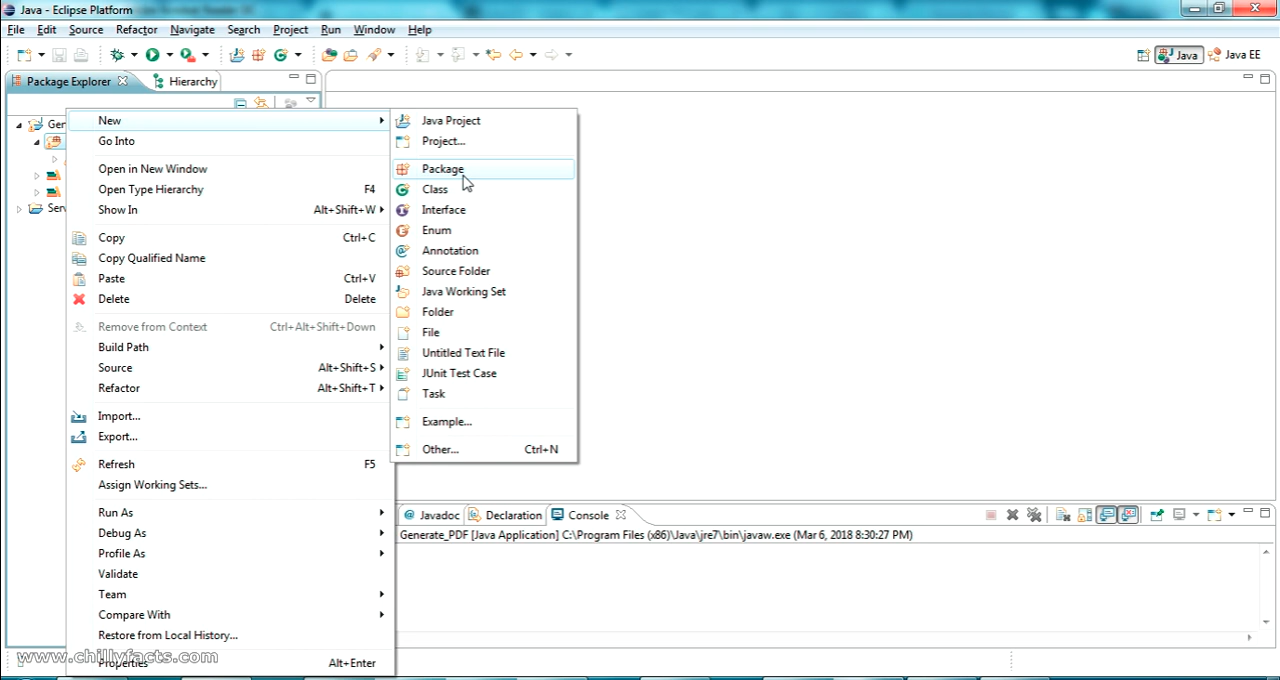 Java - Eclipse Platform
File Edit Source Refactor Navigate Search Project Run Window Help
Java Java EE
Package Explorer Hierarchy
Gen
Serv
New
Go Into
Open in New Window
Open Type Hierarchy F4
Show In Alt+Shift+W
Copy Ctrl+C
Copy Qualified Name
Paste Ctrl+V
Delete Delete
Remove from Context Ctrl+Alt+Shift+Down
Build Path
Source Alt+Shift+S
Refactor Alt+Shift+T
Import...
Export...
Refresh F5
Assign Working Sets...
Run As
Debug As
Profile As
Validate
Team
Compare With
Restore from Local History...
Properties Alt+Enter
Java Project
Project...
Package
Class
Interface
Enum
Annotation
Source Folder
Java Working Set
Folder
File
Untitled Text File
JUnit Test Case
Task
Example...
Other... Ctrl+N
Javadoc Declaration Console
Generate_PDF [Java Application] C:\Program Files (x86)\Java\jre7\bin\javaw.exe (Mar 6, 2018 8:30:27 PM)
www.chillyfacts.com